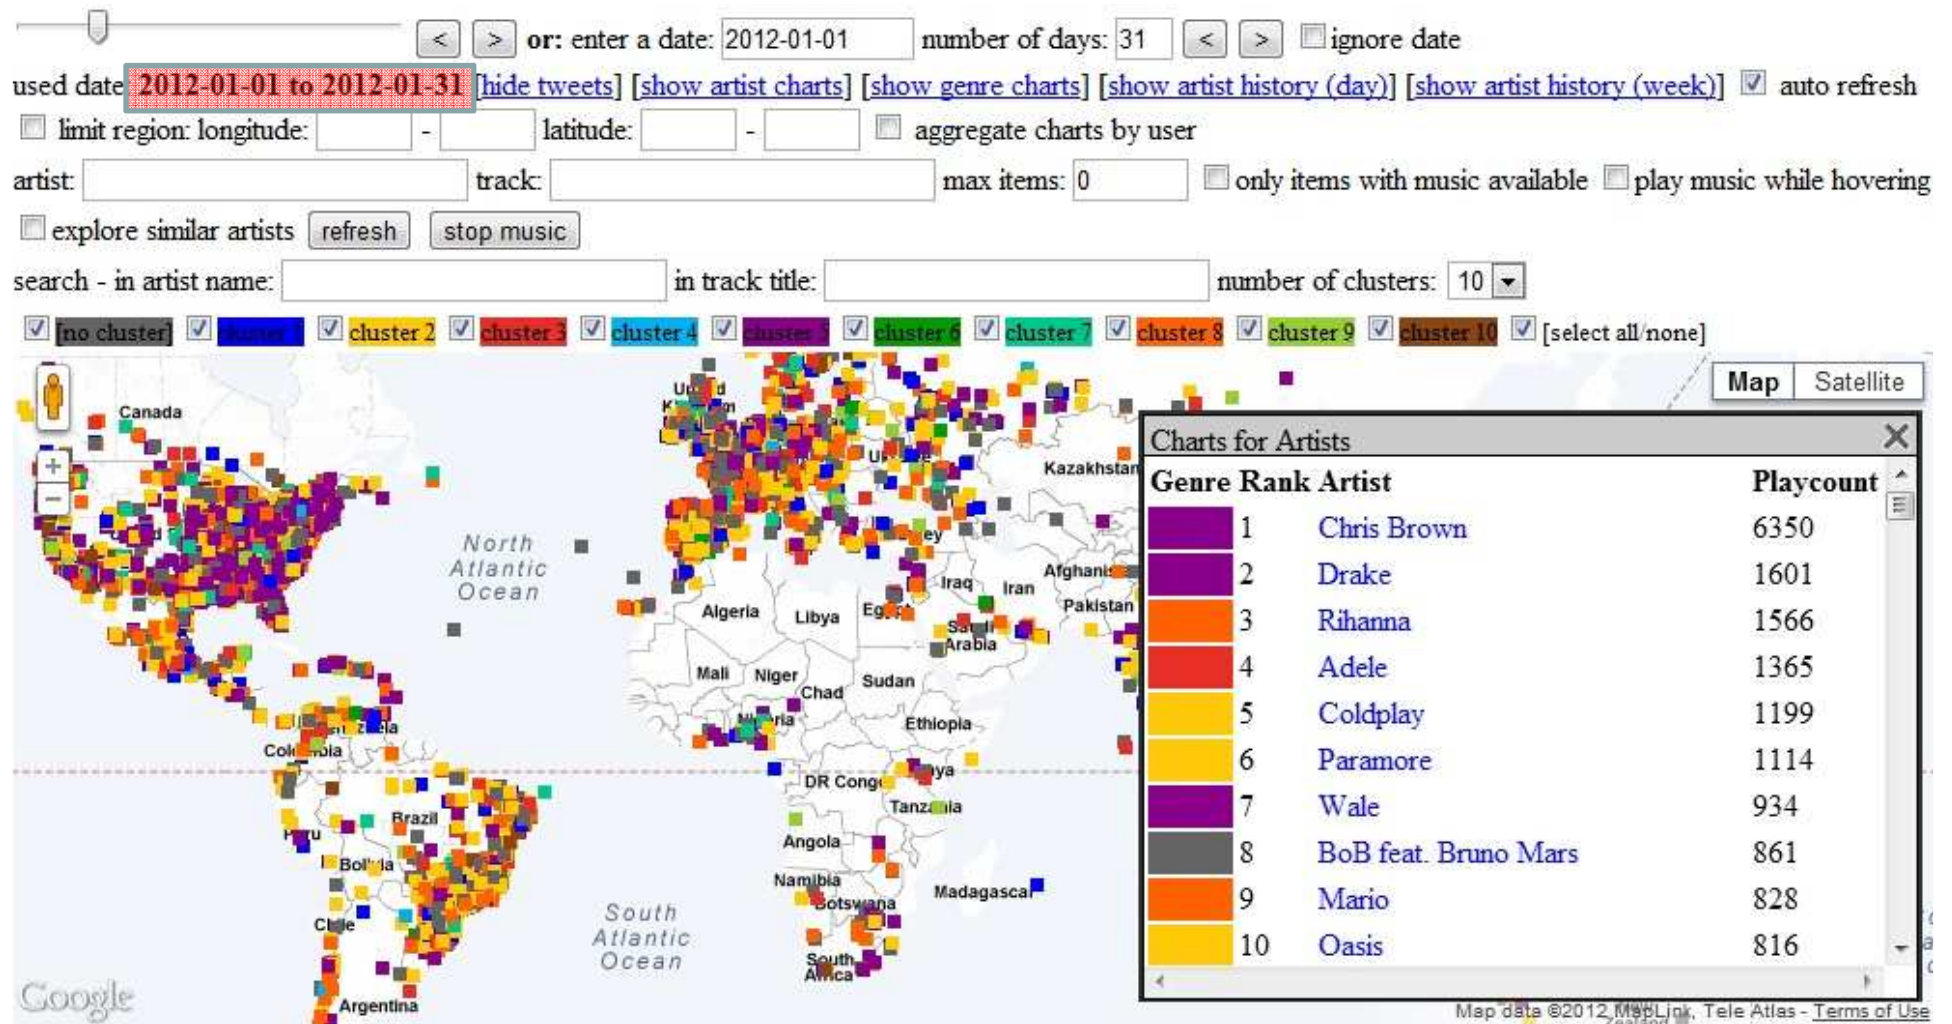 < > or: enter a date: 2012-01-01 number of days: 31 < > ignore date
used date 2012-01-01 to 2012-01-31 [hide tweets] [show artist charts] [show genre charts] [show artist history (day)] [show artist history (week)] auto refresh
limit region: longitude: - latitude: - aggregate charts by user
artist: track: max items: 0 only items with music available play music while hovering
explore similar artists refresh stop music
search - in artist name: in track title: number of clusters: 10
[no cluster] cluster 1 cluster 2 cluster 3 cluster 4 cluster 5 cluster 6 cluster 7 cluster 8 cluster 9 cluster 10 [select all/none]
Map Satellite
Canada
Kazakhstan
North
Atlantic
Ocean
Iraq
Iran
Afghanis
Pakistan
Algeria
Libya
Arabia
Mali
Niger
Chad
Sudan
Ethiopia
DR Congo
Brazil
Angola
Namibia
Botswana
Madagascar
South
Atlantic
Ocean
South
Africa
Argentina
Google
Charts for Artists
Genre Rank Artist Playcount
1 Chris Brown 6350
2 Drake 1601
3 Rihanna 1566
4 Adele 1365
5 Coldplay 1199
6 Paramore 1114
7 Wale 934
8 BoB feat. Bruno Mars 861
9 Mario 828
10 Oasis 816
Map data ©2012 MapLink, Tele Atlas - Terms of Use